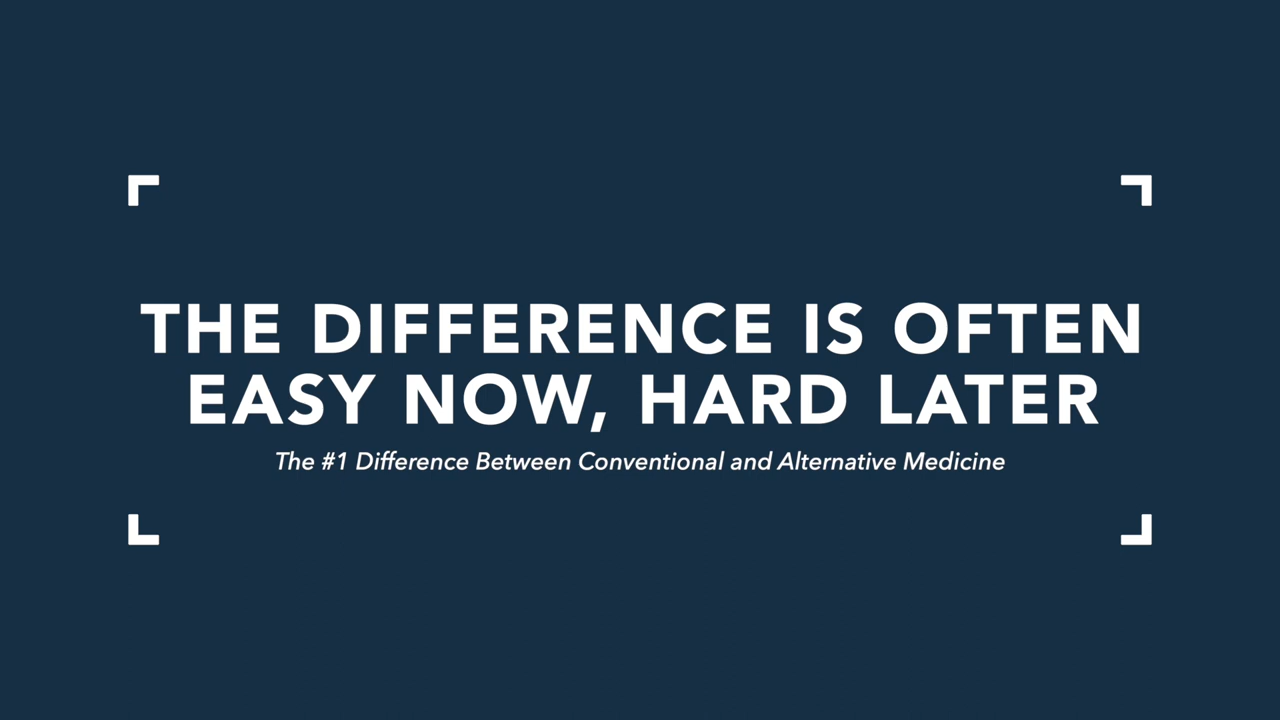 THE DIFFERENCE IS OFTEN
EASY NOW, HARD LATER
The #1 Difference Between Conventional and Alternative Medicine